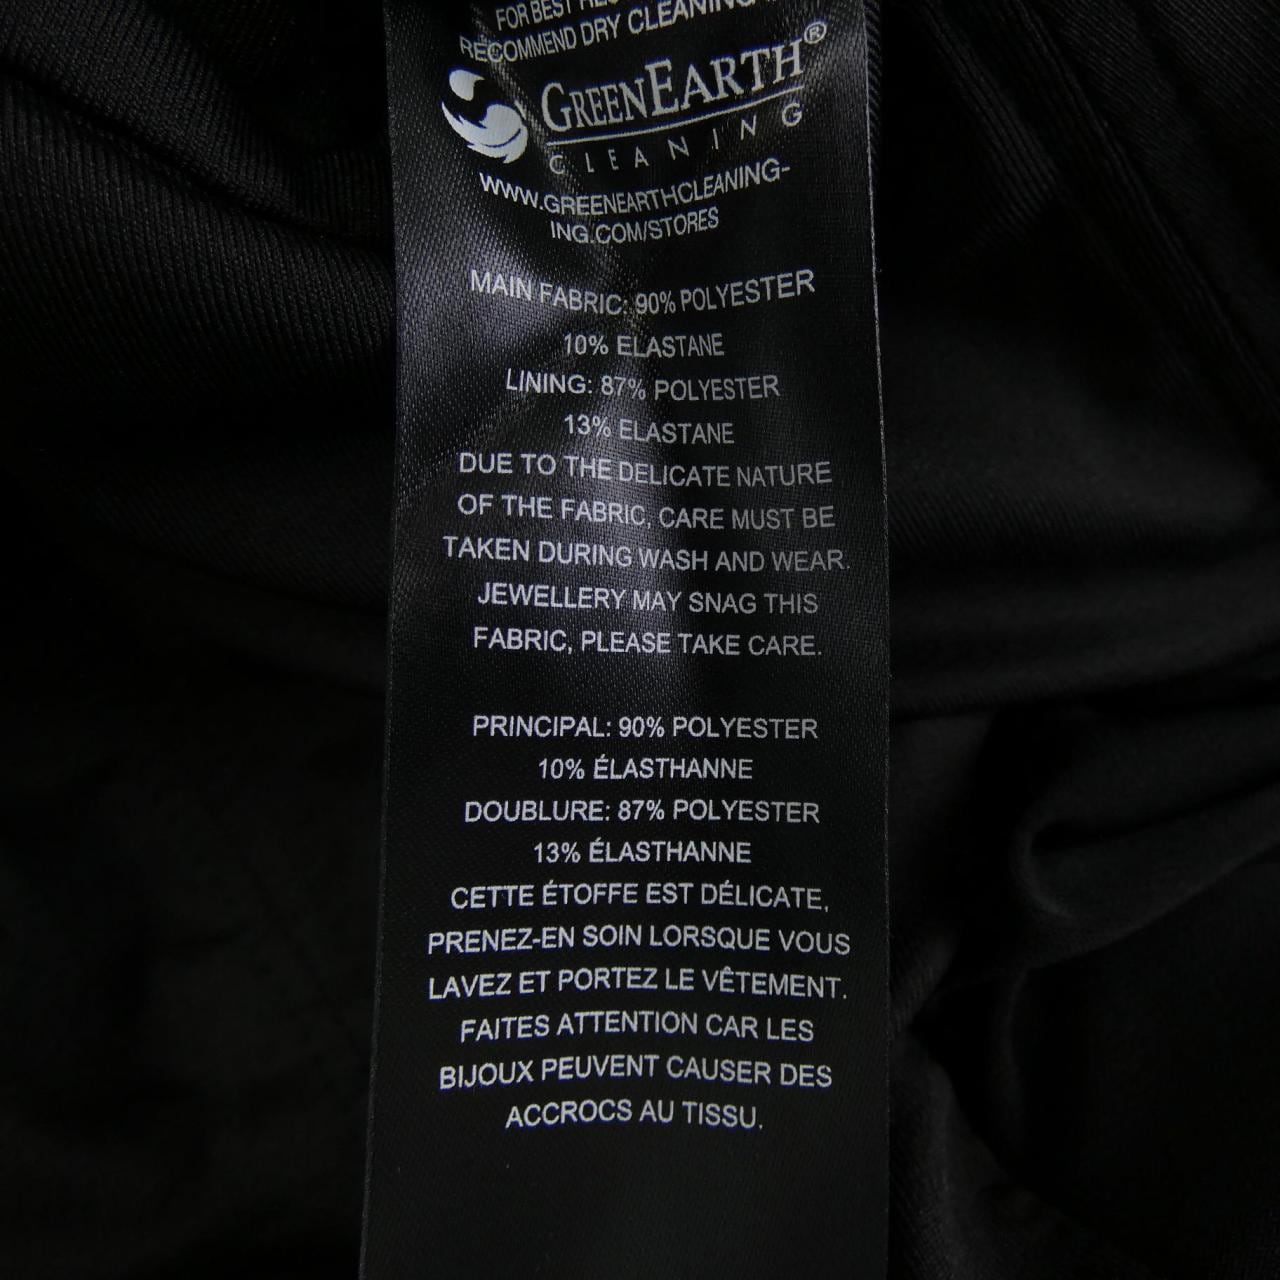 FOR BEST
RECOMMEND DRY CLEANING
GREENEARTH®
CLEANING
WWW.GREENEARTHCLEANING-
ING.COM/STORES
MAIN FABRIC: 90% POLYESTER
10% ELASTANE
LINING: 87% POLYESTER
13% ELASTANE
DUE TO THE DELICATE NATURE
OF THE FABRIC, CARE MUST BE
TAKEN DURING WASH AND WEAR.
JEWELLERY MAY SNAG THIS
FABRIC, PLEASE TAKE CARE.
PRINCIPAL: 90% POLYESTER
10% ÉLASTHANNE
DOUBLURE: 87% POLYESTER
13% ÉLASTHANNE
CETTE ÉTOFFE EST DÉLICATE,
PRENEZ-EN SOIN LORSQUE VOUS
LAVEZ ET PORTEZ LE VÊTEMENT.
FAITES ATTENTION CAR LES
BIJOUX PEUVENT CAUSER DES
ACCROCS AU TISSU.